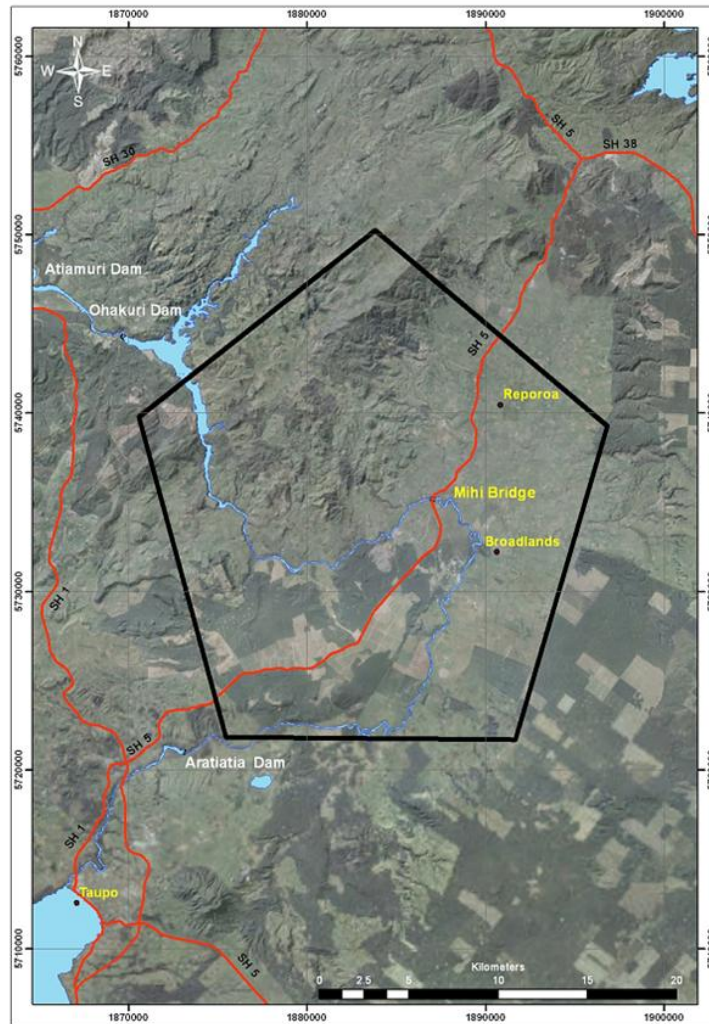 1870000 1880000 1890000 1900000
5760000
N
W E
S
SH 5
SH 30
SH 38
5750000
Atiamuri Dam
Ohakuri Dam
SH 5
Reporoa
5740000
Mihi Bridge
Broadlands
5730000
SH 1
SH 5
5720000
Aratiatia Dam
SH 1
Taupo
5710000
SH 5
Kilometers
0 2.5 5 10 15 20
1870000 1880000 1890000 1900000